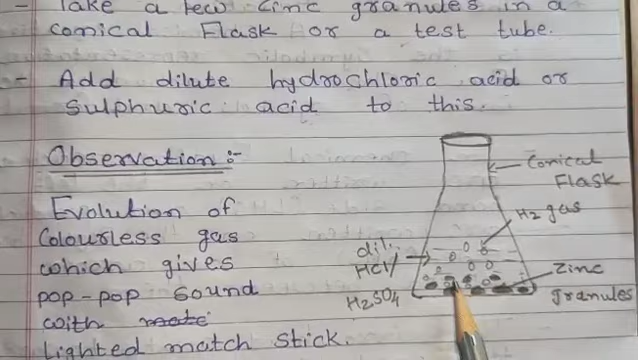 - Take a few zinc granules in a
conical Flask or a test tube.
- Add dilute hydrochloric acid or
Sulphuric acid to this.
Observation :-
Evolution of
Colourless gas
which gives
pop-pop sound
with
Lighted match stick.
Conical
Flask
H2 gas
dil.
HCl/
H2SO4
Zinc
granules